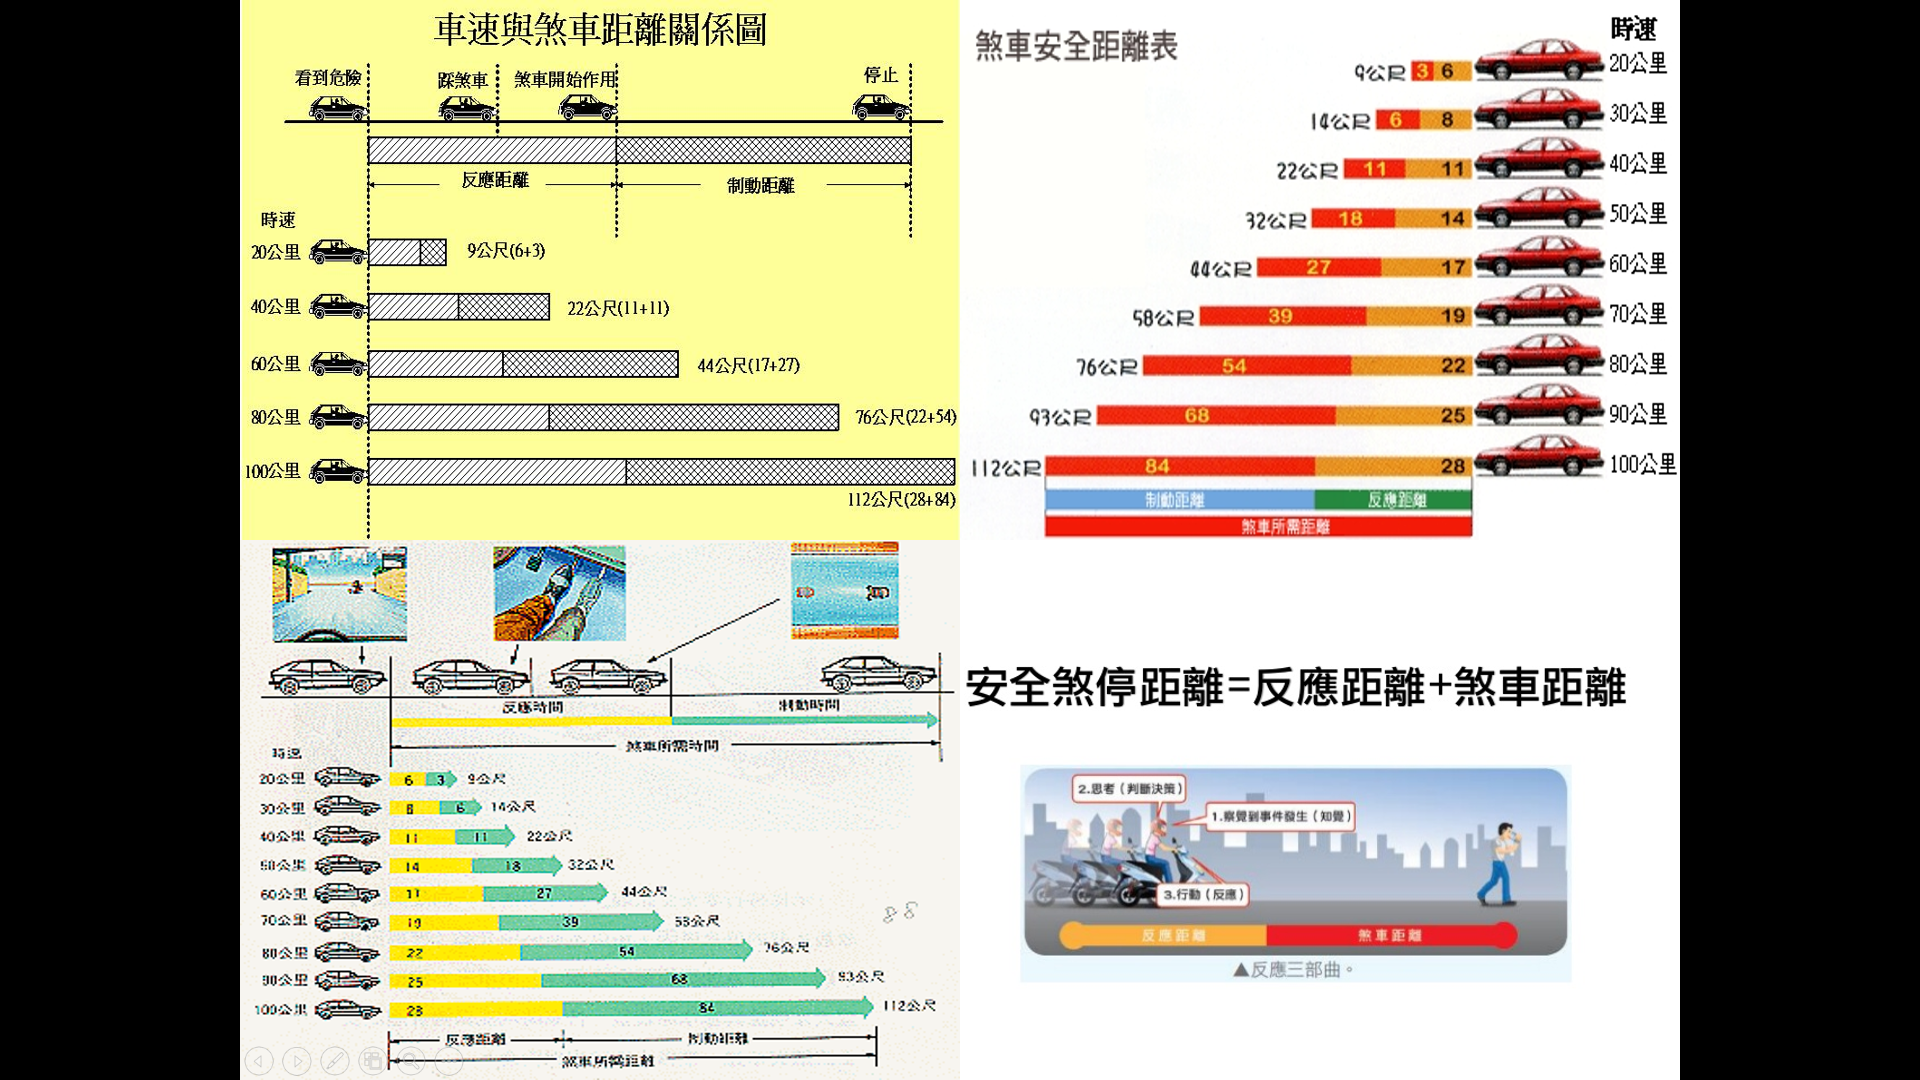 車速與煞車距離關係圖
看到危險
踩煞車
煞車開始作用
停止
反應距離
制動距離
時速
20公里
9公尺(6+3)
40公里
22公尺(11+11)
60公里
44公尺(17+27)
80公里
76公尺(22+54)
100公里
112公尺(28+84)
煞車安全距離表
時速
9公尺 3 6 20公里
14公尺 6 8 30公里
22公尺 11 11 40公里
32公尺 18 14 50公里
44公尺 27 17 60公里
58公尺 39 19 70公里
76公尺 54 22 80公里
93公尺 68 25 90公里
112公尺 84 28 100公里
制動距離 反應距離
煞車所需距離
反應時間 制動時間
煞車所需時間
時速
20公里 6 3 9公尺
30公里 8 6 14公尺
40公里 11 11 22公尺
50公里 14 18 32公尺
60公里 17 27 44公尺
70公里 19 39 58公尺
80公里 22 54 76公尺
90公里 25 68 93公尺
100公里 28 84 112公尺
反應距離 制動距離
煞車所需距離
安全煞停距離=反應距離+煞車距離
2.思考（判斷決策）
1.察覺到事件發生（知覺）
3.行動（反應）
反應距離 煞車距離
▲反應三部曲。